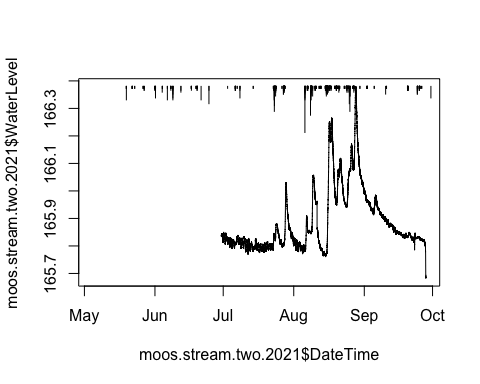 moos.stream.two.2021$WaterLevel
166.3
166.1
165.9
165.7
May Jun Jul Aug Sep Oct
moos.stream.two.2021$DateTime